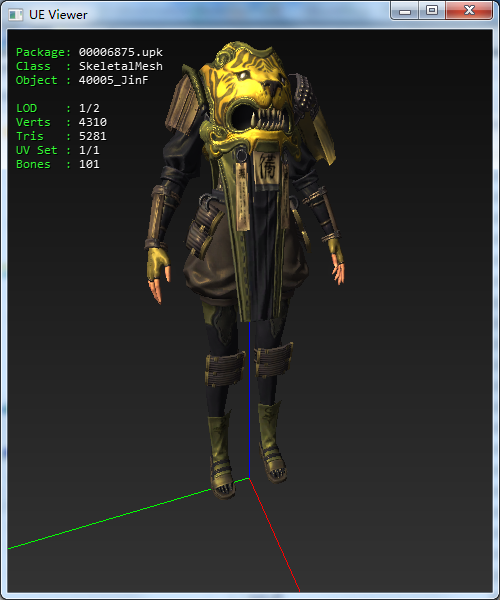 UE Viewer
Package: 00006875.upk
Class : SkeletalMesh
Object : 40005_JinF
LOD : 1/2
Verts : 4310
Tris : 5281
UV Set : 1/1
Bones : 101